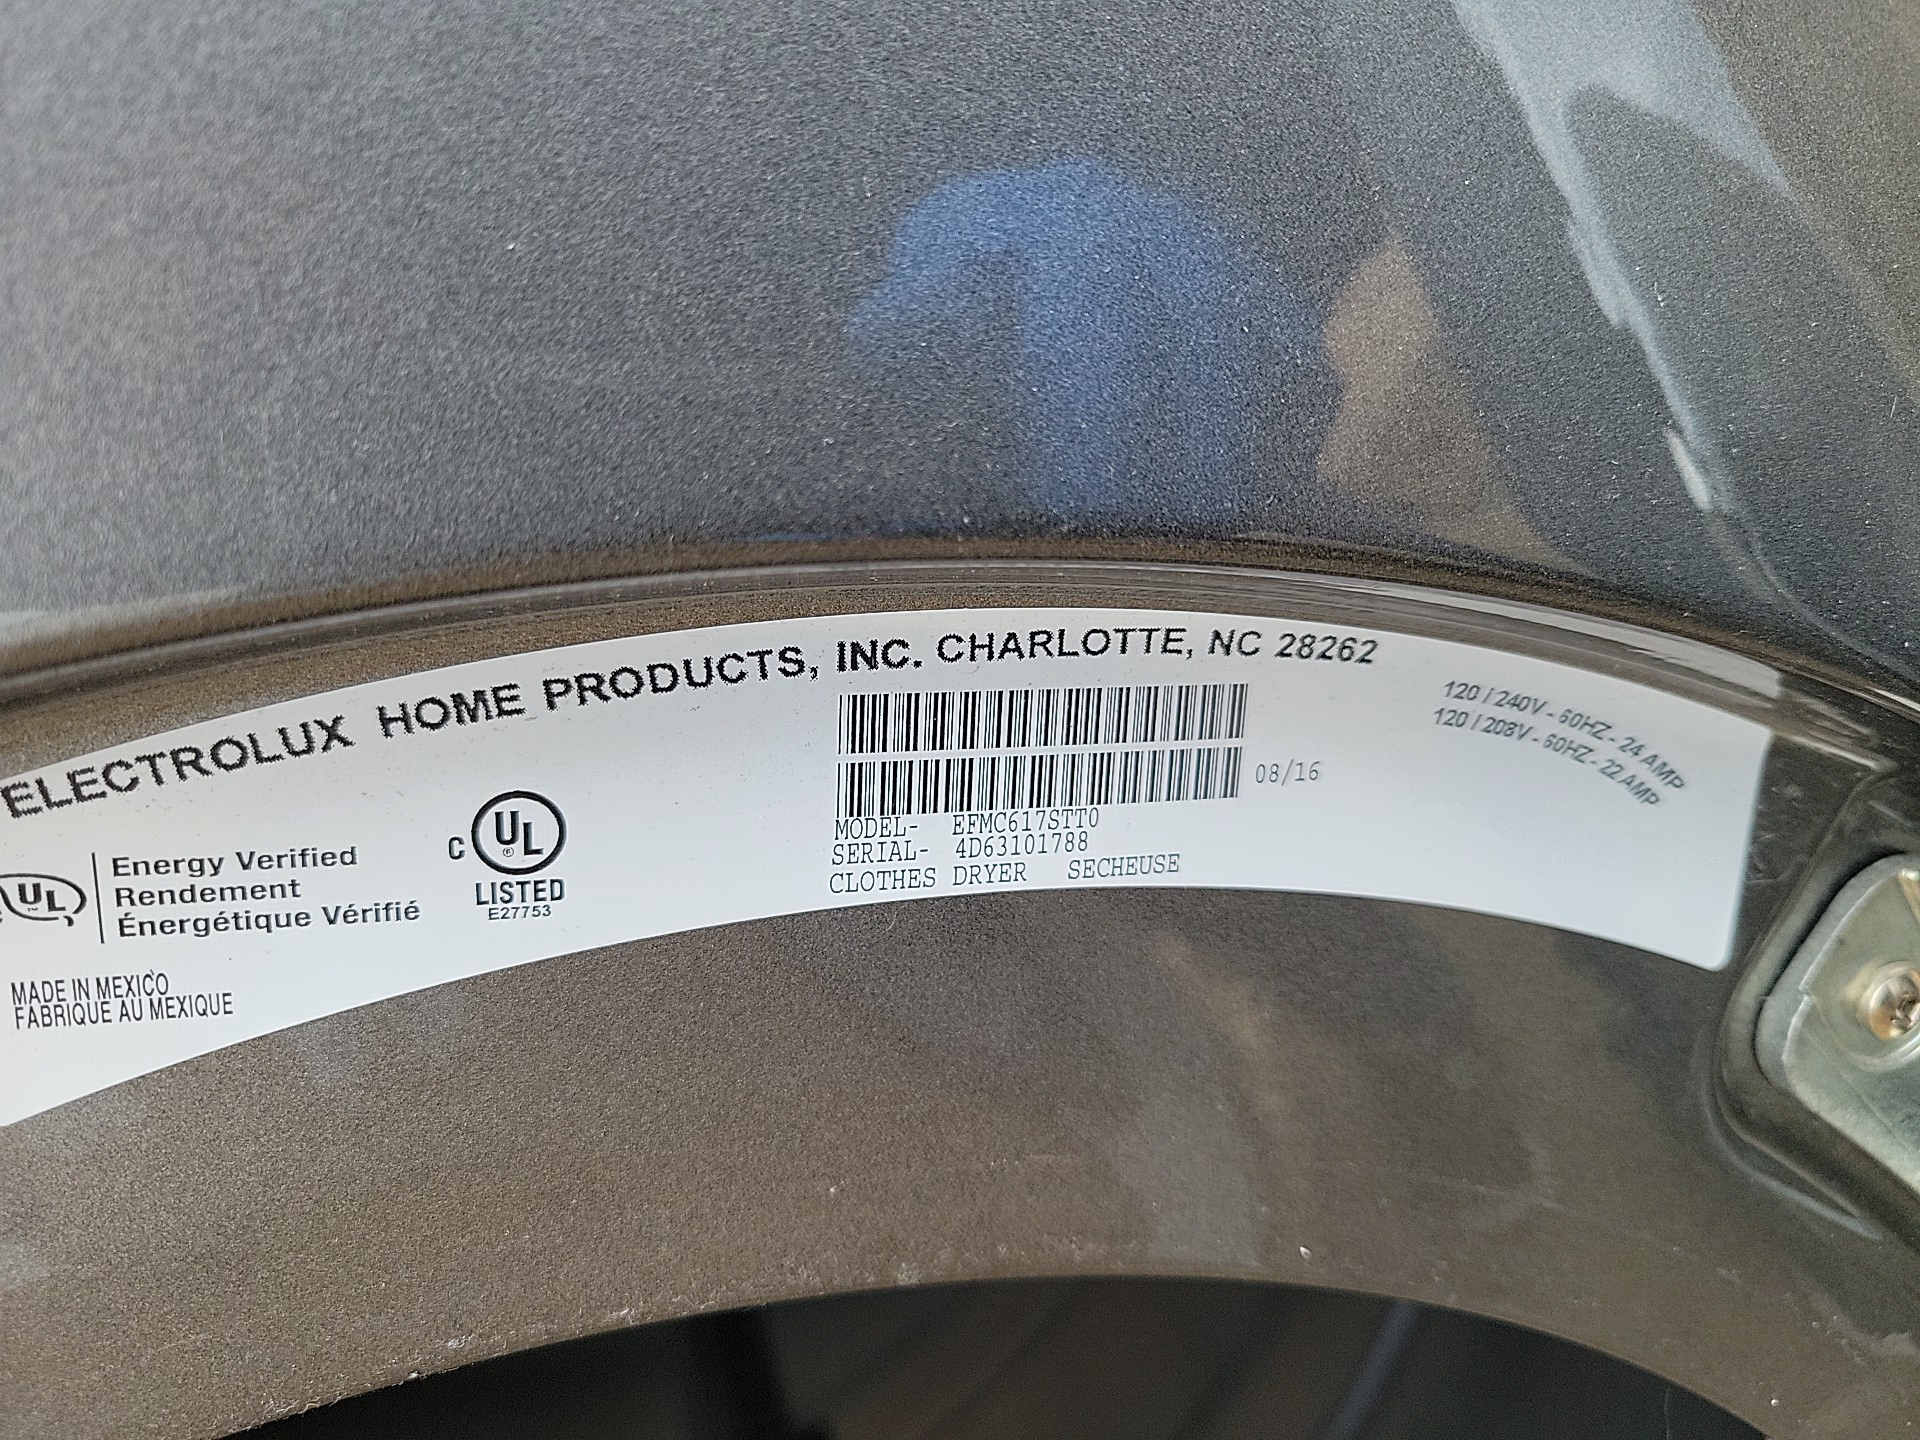 ELECTROLUX HOME PRODUCTS, INC. CHARLOTTE, NC 28262
120 / 240V - 60HZ - 24 AMP
120 / 208V - 60HZ - 22 AMP
08/16
MODEL- EFMC617STT0
SERIAL- 4D63101788
CLOTHES DRYER SECHEUSE
UL
Energy Verified
Rendement
Énergétique Vérifié
C UL ®
LISTED
E27753
MADE IN MEXICO
FABRIQUE AU MEXIQUE